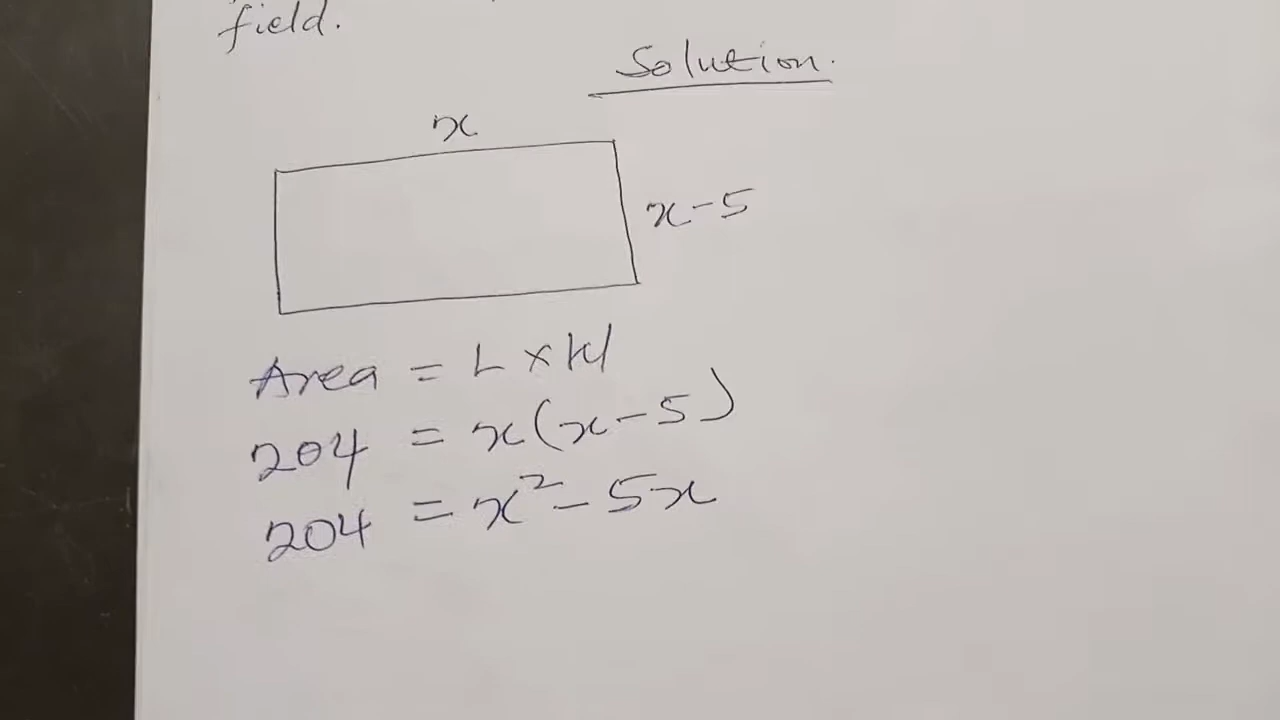 field.
Solution.
x
x-5
Area = L x W
204 = x(x-5)
204 = x² - 5x